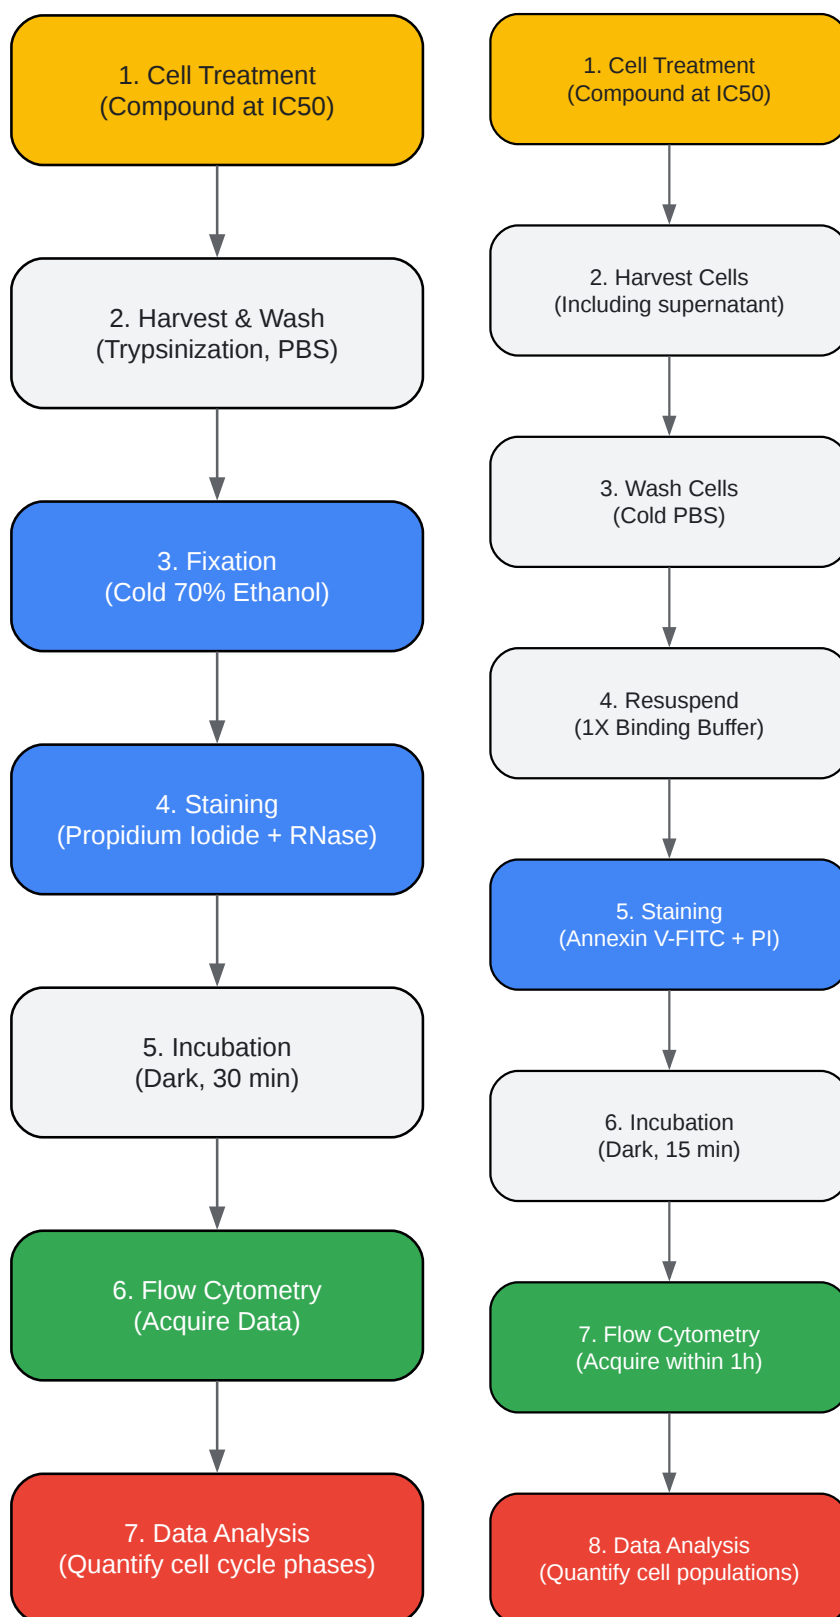 1. Cell Treatment
(Compound at IC50)
2. Harvest & Wash
(Trypsinization, PBS)
3. Fixation
(Cold 70% Ethanol)
4. Staining
(Propidium Iodide + RNase)
5. Incubation
(Dark, 30 min)
6. Flow Cytometry
(Acquire Data)
7. Data Analysis
(Quantify cell cycle phases)
1. Cell Treatment
(Compound at IC50)
2. Harvest Cells
(Including supernatant)
3. Wash Cells
(Cold PBS)
4. Resuspend
(1X Binding Buffer)
5. Staining
(Annexin V-FITC + PI)
6. Incubation
(Dark, 15 min)
7. Flow Cytometry
(Acquire within 1h)
8. Data Analysis
(Quantify cell populations)